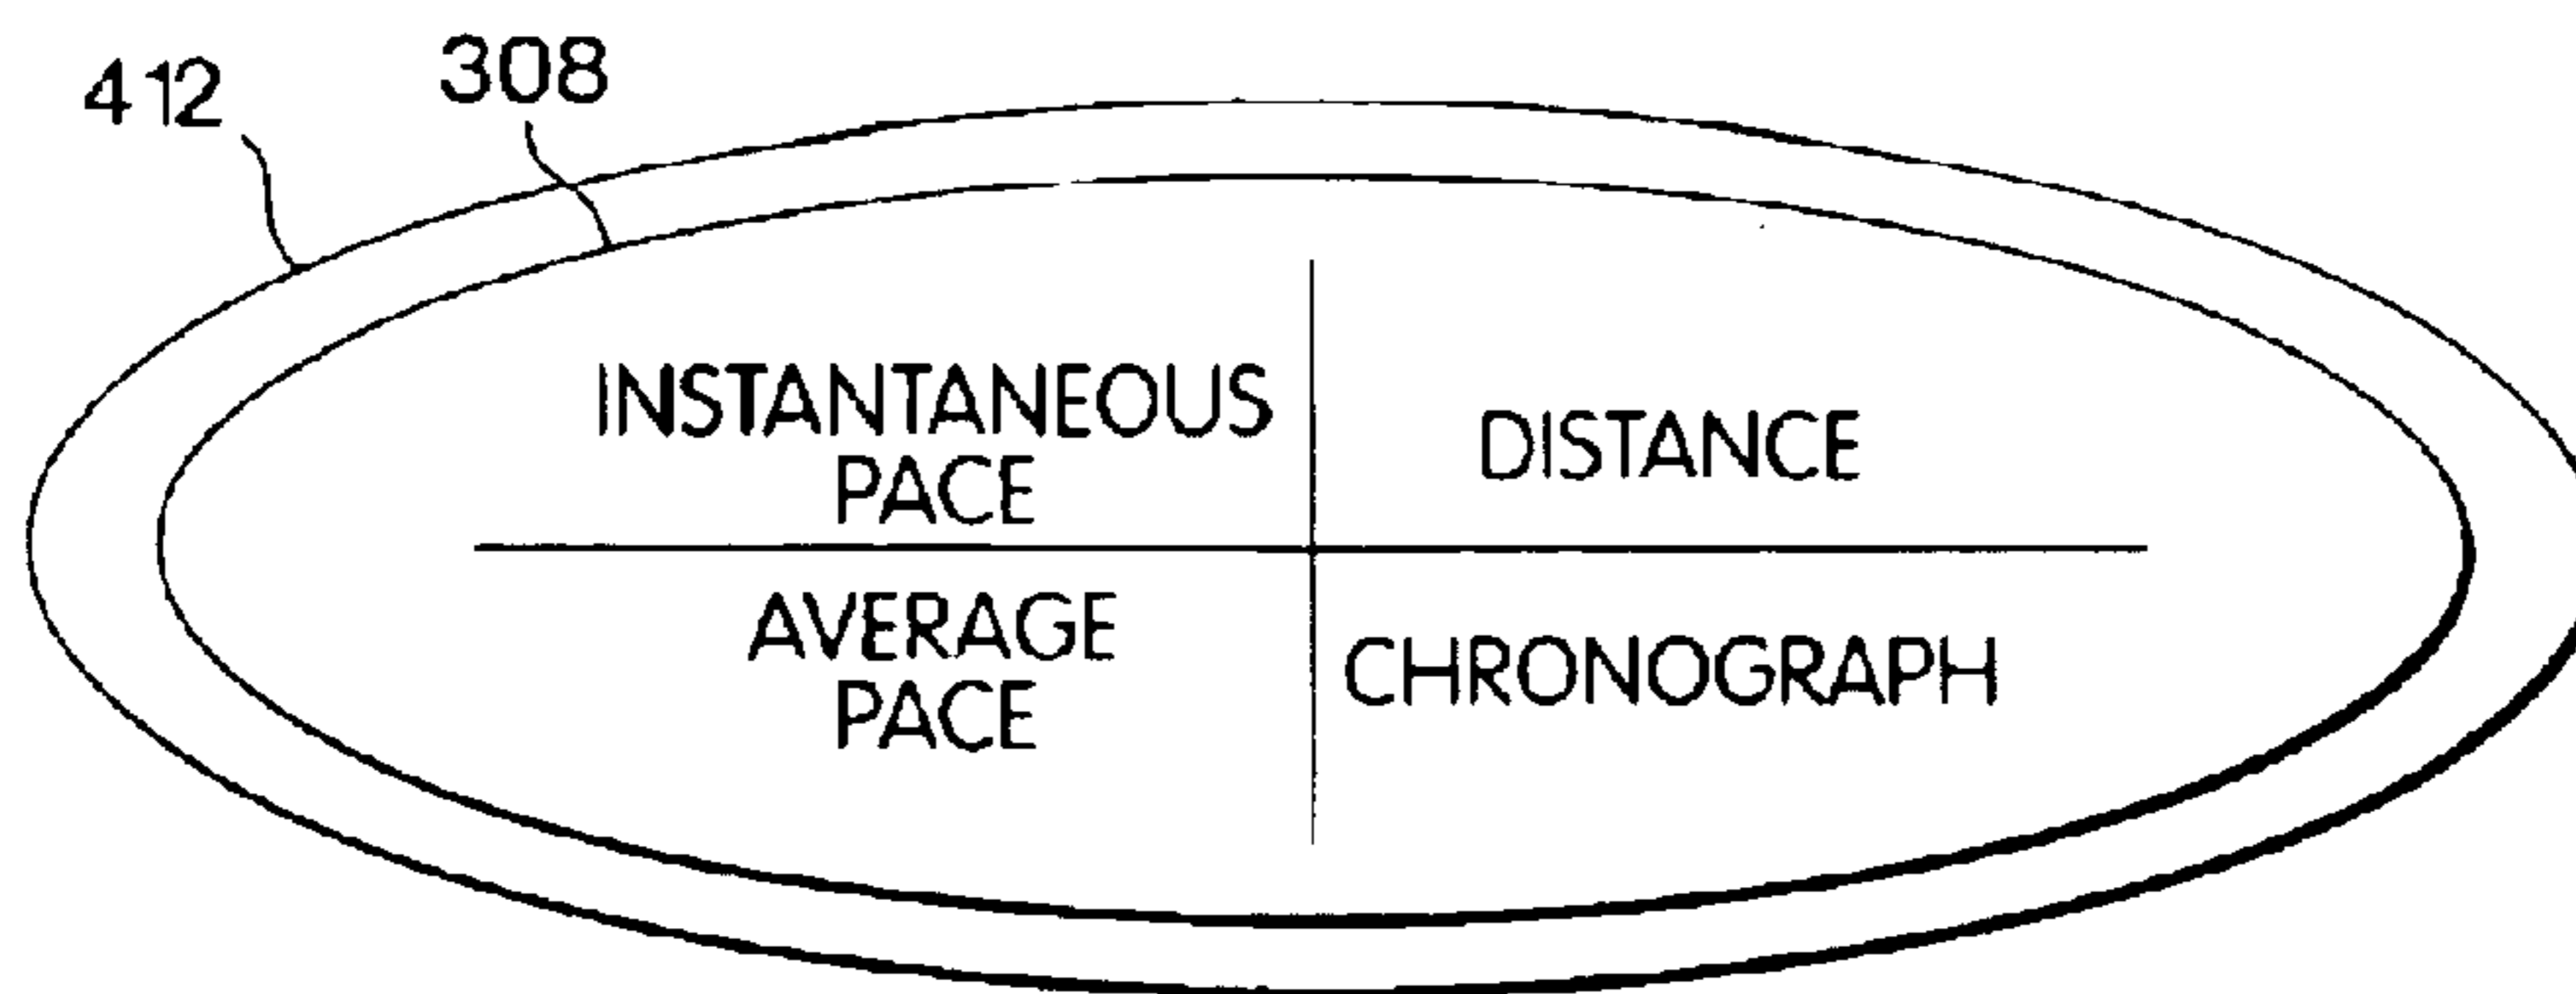 412
308
INSTANTANEOUS
PACE
DISTANCE
AVERAGE
PACE
CHRONOGRAPH